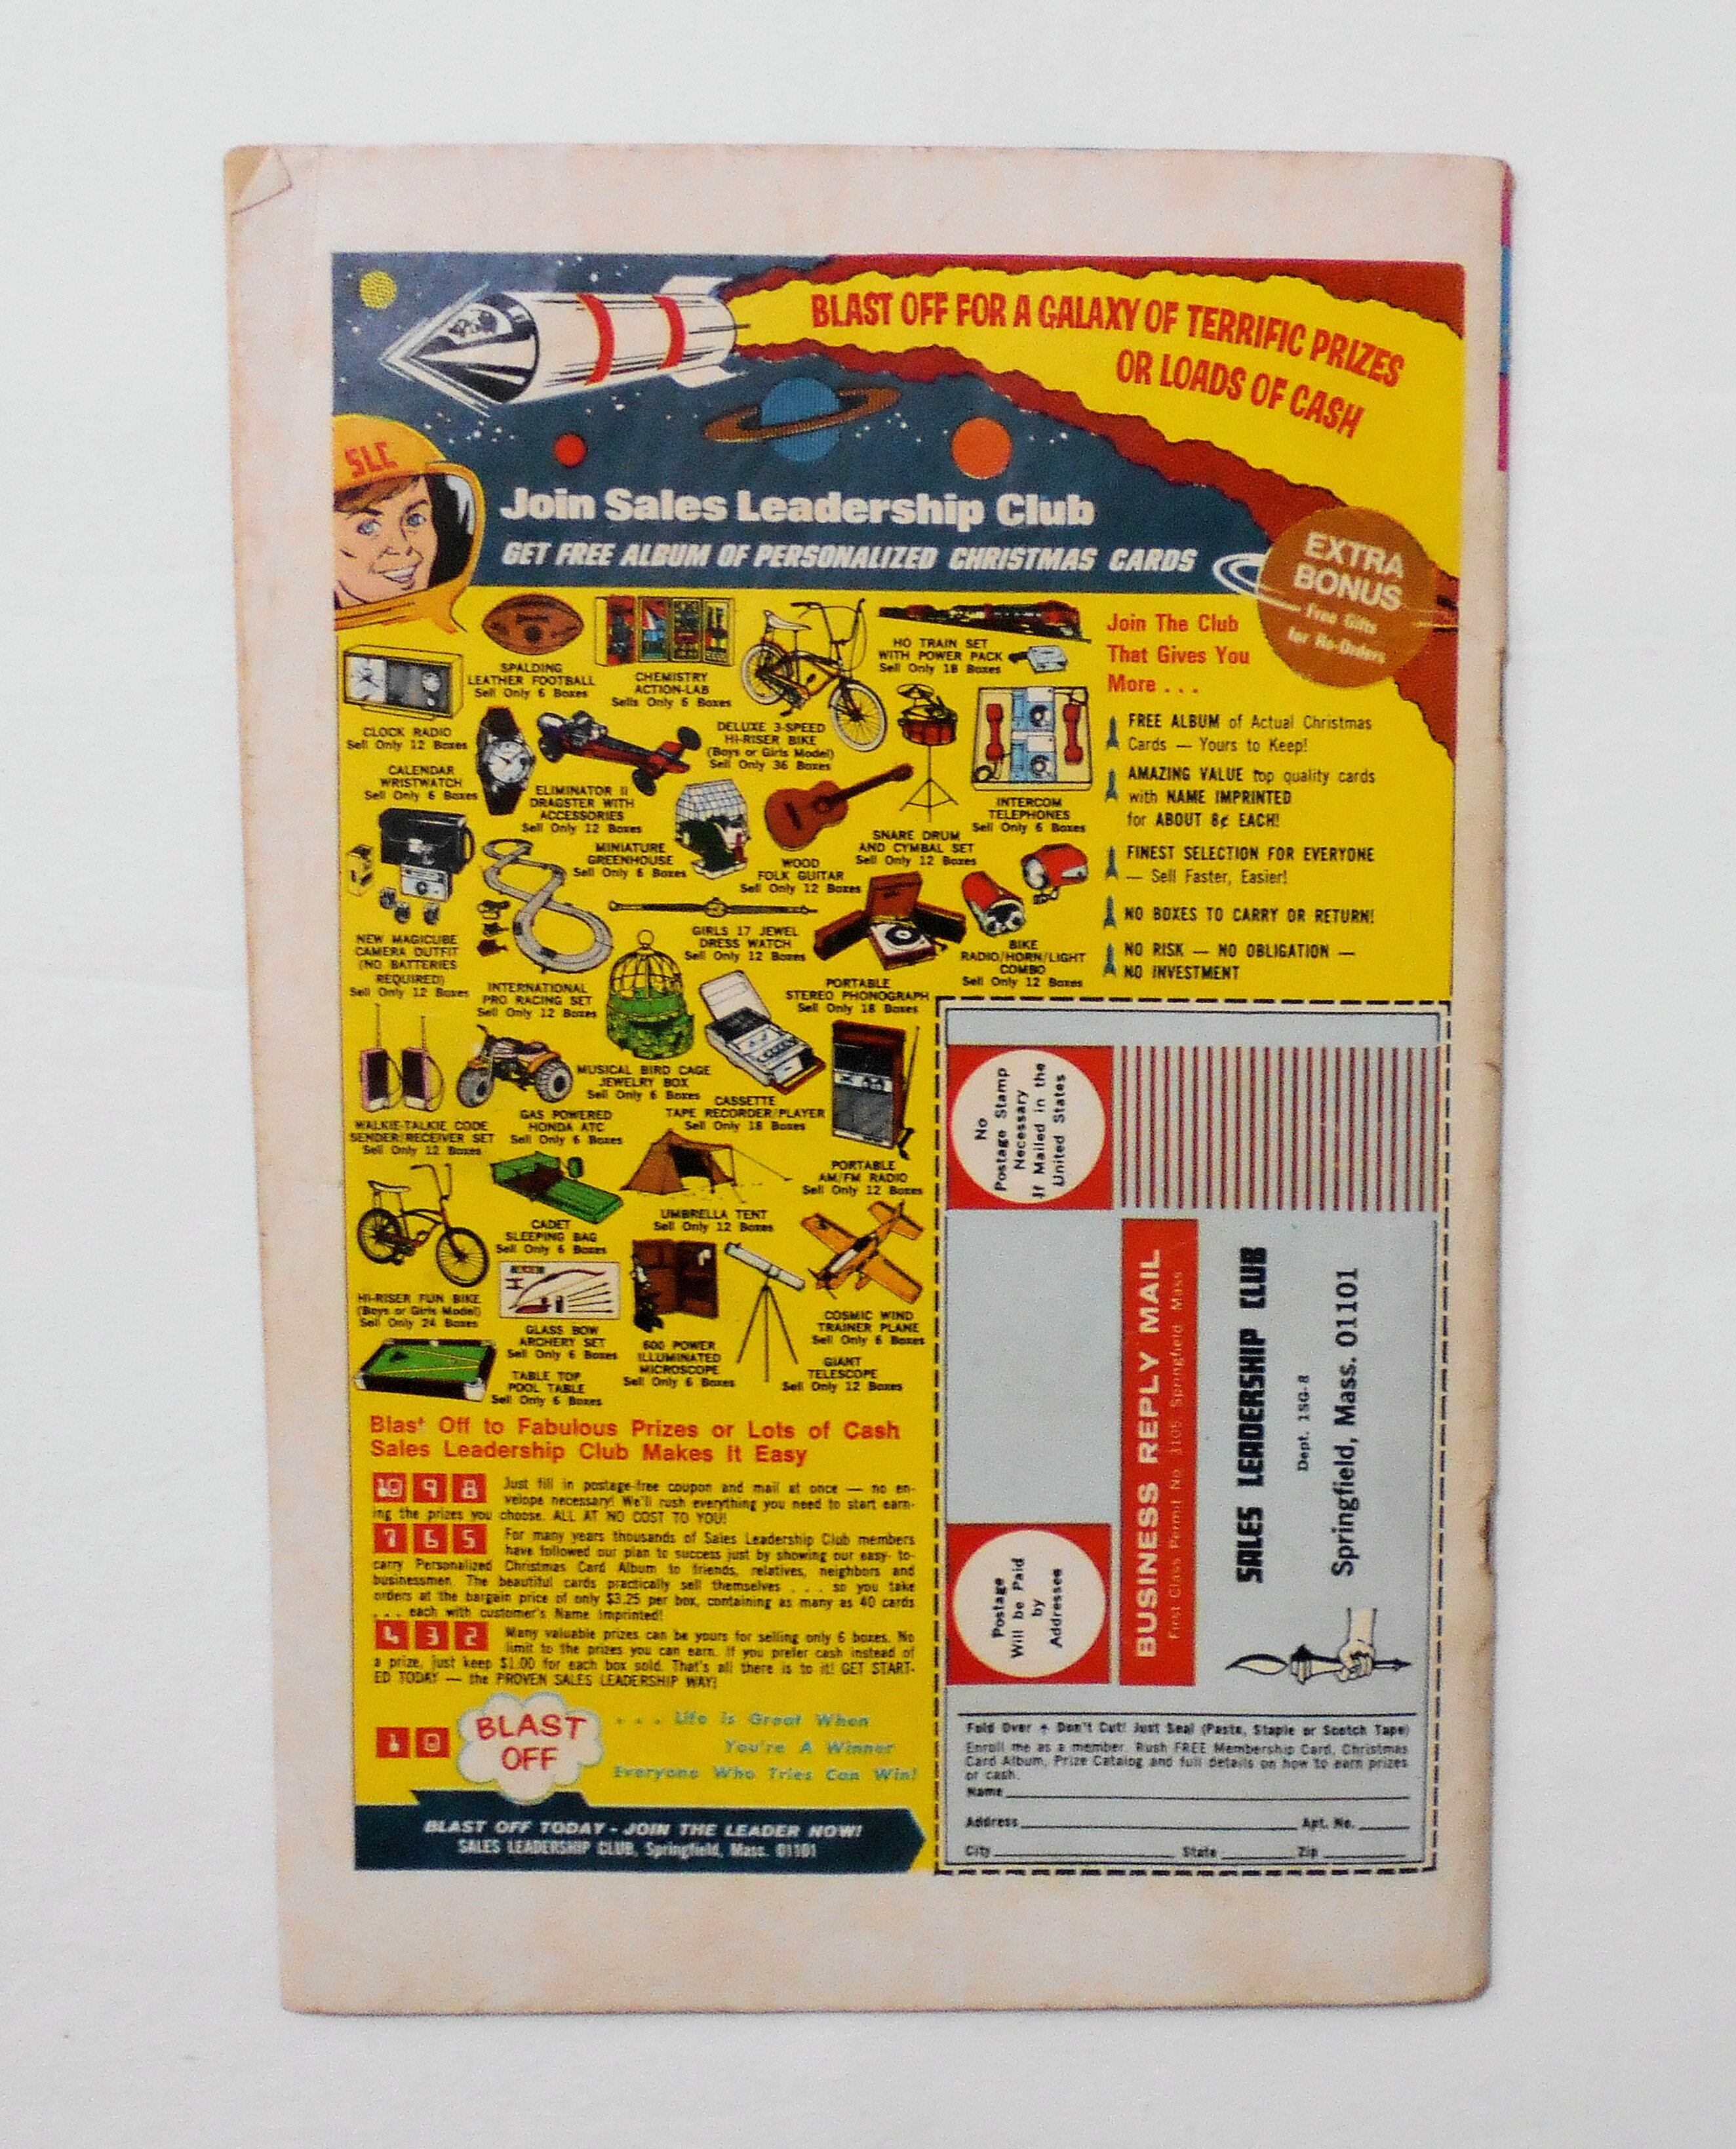 BLAST OFF FOR A GALAXY OF TERRIFIC PRIZES
OR LOADS OF CASH
SLC
Join Sales Leadership Club
GET FREE ALBUM OF PERSONALIZED CHRISTMAS CARDS
EXTRA
BONUS
Free Gifts
for Re-Orders
SPALDING
LEATHER FOOTBALL
Sell Only 6 Boxes
CHEMISTRY
ACTION-LAB
Sells Only 6 Boxes
HO TRAIN SET
WITH POWER PACK
Sell Only 18 Boxes
CLOCK RADIO
Sell Only 12 Boxes
DELUXE 3-SPEED
HI-RISER BIKE
(Boys or Girls Model)
Sell Only 36 Boxes
CALENDAR
WRISTWATCH
Sell Only 6 Boxes
ELIMINATOR II
DRAGSTER WITH
ACCESSORIES
Sell Only 12 Boxes
INTERCOM
TELEPHONES
Sell Only 6 Boxes
SNARE DRUM
AND CYMBAL SET
Sell Only 12 Boxes
MINIATURE
GREENHOUSE
Sell Only 6 Boxes
WOOD
FOLK GUITAR
Sell Only 12 Boxes
NEW MAGICUBE
CAMERA OUTFIT
(NO BATTERIES
REQUIRED)
Sell Only 12 Boxes
GIRLS 17 JEWEL
DRESS WATCH
Sell Only 12 Boxes
BIKE
RADIO/HORN/LIGHT
COMBO
Sell Only 12 Boxes
INTERNATIONAL
PRO RACING SET
Sell Only 12 Boxes
PORTABLE
STEREO PHONOGRAPH
Sell Only 18 Boxes
MUSICAL BIRD CAGE
JEWELRY BOX
Sell Only 6 Boxes
CASSETTE
TAPE RECORDER/PLAYER
Sell Only 18 Boxes
WALKIE-TALKIE CODE
SENDER/RECEIVER SET
Sell Only 12 Boxes
GAS POWERED
HONDA ATC
Sell Only 6 Boxes
PORTABLE
AM/FM RADIO
Sell Only 12 Boxes
CADET
SLEEPING BAG
Sell Only 6 Boxes
UMBRELLA TENT
Sell Only 12 Boxes
HI-RISER FUN BIKE
(Boys or Girls Model)
Sell Only 24 Boxes
GLASS BOW
ARCHERY SET
Sell Only 6 Boxes
600 POWER
ILLUMINATED
MICROSCOPE
Sell Only 6 Boxes
COSMIC WIND
TRAINER PLANE
Sell Only 6 Boxes
GIANT
TELESCOPE
Sell Only 12 Boxes
TABLE TOP
POOL TABLE
Sell Only 6 Boxes
Join The Club
That Gives You
More . . .
FREE ALBUM of Actual Christmas
Cards — Yours to Keep!
AMAZING VALUE top quality cards
with NAME IMPRINTED
for ABOUT 8¢ EACH!
FINEST SELECTION FOR EVERYONE
— Sell Faster, Easier!
NO BOXES TO CARRY OR RETURN!
NO RISK — NO OBLIGATION —
NO INVESTMENT
Blast Off to Fabulous Prizes or Lots of Cash
Sales Leadership Club Makes It Easy
10 9 8 Just fill in postage-free coupon and mail at once — no en-
velope necessary! We'll rush everything you need to start earn-
ing the prizes you choose. ALL AT NO COST TO YOU!
7 6 5 For many years thousands of Sales Leadership Club members
have followed our plan to success just by showing our easy-to-
carry Personalized Christmas Card Album to friends, relatives, neighbors and
businessmen. The beautiful cards practically sell themselves . . . so you take
orders at the bargain price of only $3.25 per box, containing as many as 40 cards
. . . each with customer's Name Imprinted!
4 3 2 Many valuable prizes can be yours for selling only 6 boxes. No
limit to the prizes you can earn. If you prefer cash instead of
a prize, just keep $1.00 for each box sold. That's all there is to it! GET START-
ED TODAY — the PROVEN SALES LEADERSHIP WAY!
1 0
BLAST
OFF
. . . Life is Great When
You're A Winner
Everyone Who Tries Can Win!
BLAST OFF TODAY - JOIN THE LEADER NOW!
SALES LEADERSHIP CLUB, Springfield, Mass. 01101
No
Postage Stamp
Necessary
If Mailed in the
United States
Postage
Will be Paid
by
Addressee
BUSINESS REPLY MAIL
First Class Permit No. 3105 Springfield Mass
SALES LEADERSHIP CLUB
Dept. 1SG-8
Springfield, Mass. 01101
Fold Over Don't Cut! Just Seal (Paste, Staple or Scotch Tape)
Enroll me as a member. Rush FREE Membership Card, Christmas
Card Album, Prize Catalog and full details on how to earn prizes
or cash.
Name
Address Apt. No.
City State Zip